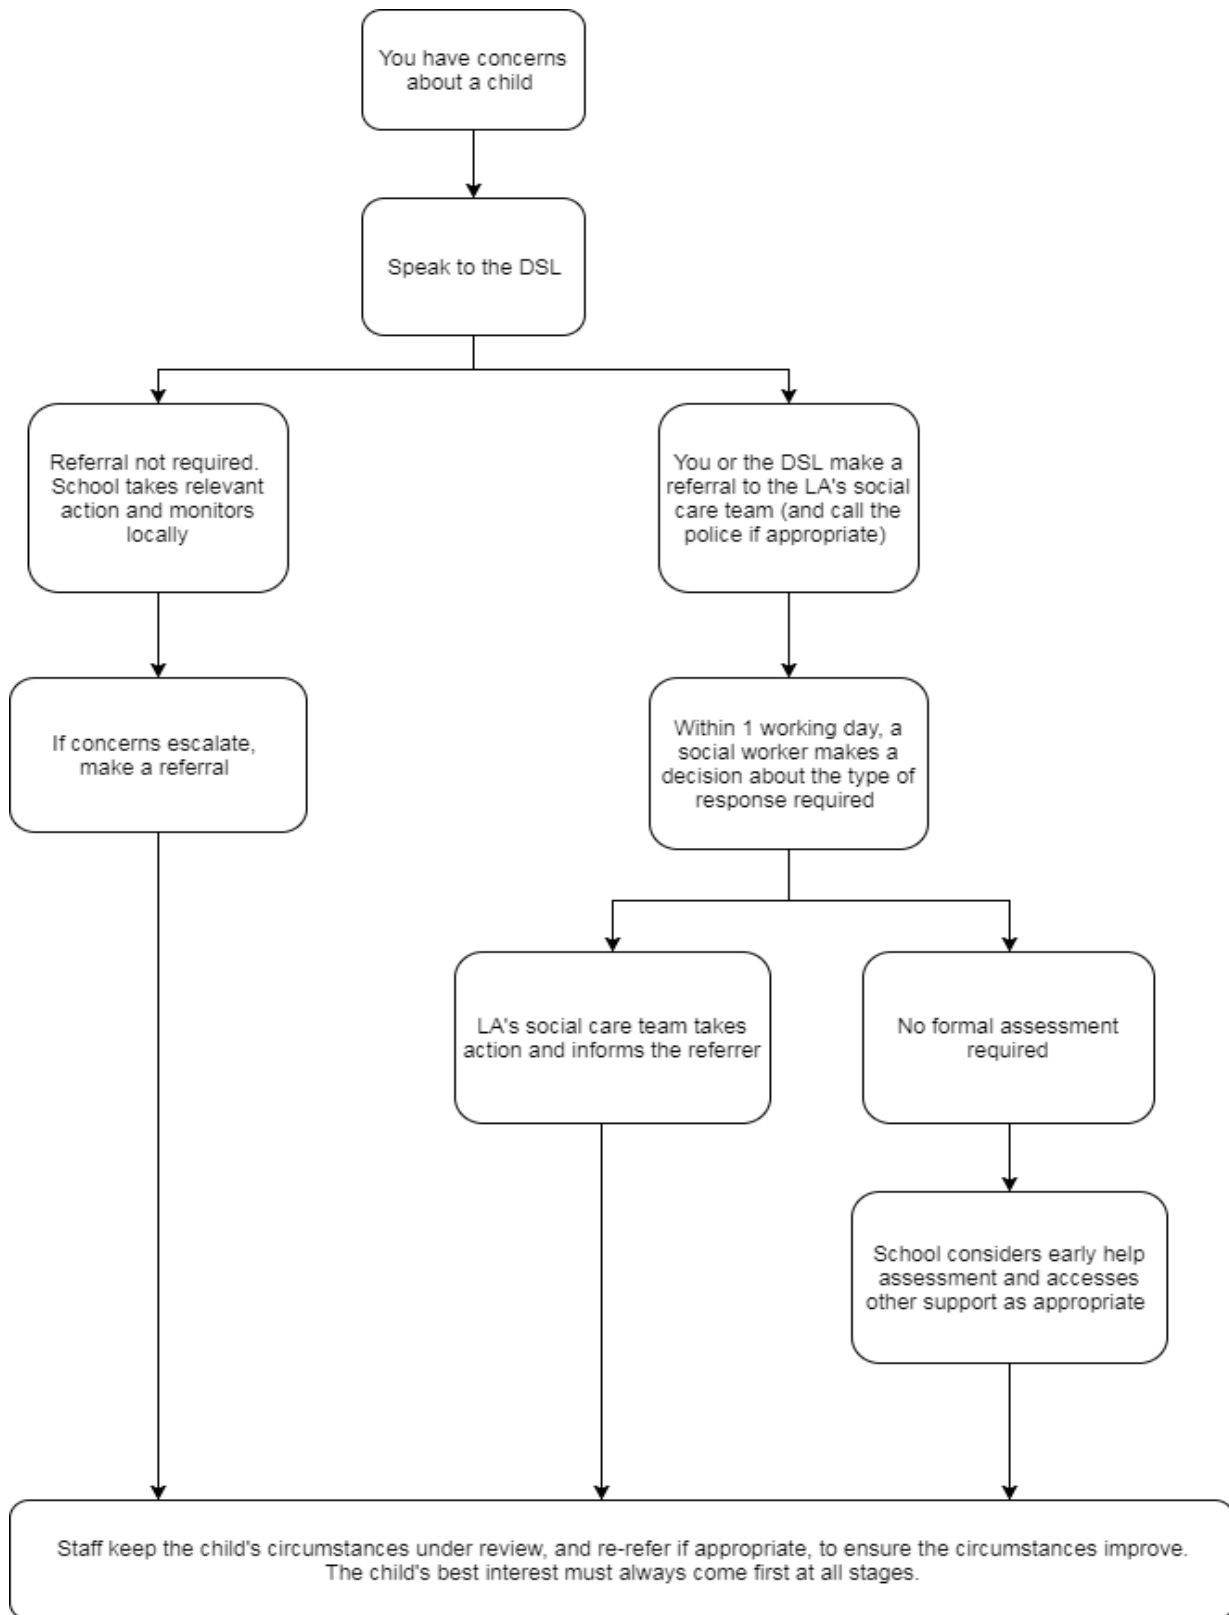 You have concerns
about a child
Speak to the DSL
Referral not required.
School takes relevant
action and monitors
locally
You or the DSL make a
referral to the LA's social
care team (and call the
police if appropriate)
If concerns escalate,
make a referral
Within 1 working day, a
social worker makes a
decision about the type of
response required
LA's social care team takes
action and informs the referrer
No formal assessment
required
School considers early help
assessment and accesses
other support as appropriate
Staff keep the child's circumstances under review, and re-refer if appropriate, to ensure the circumstances improve.
The child's best interest must always come first at all stages.